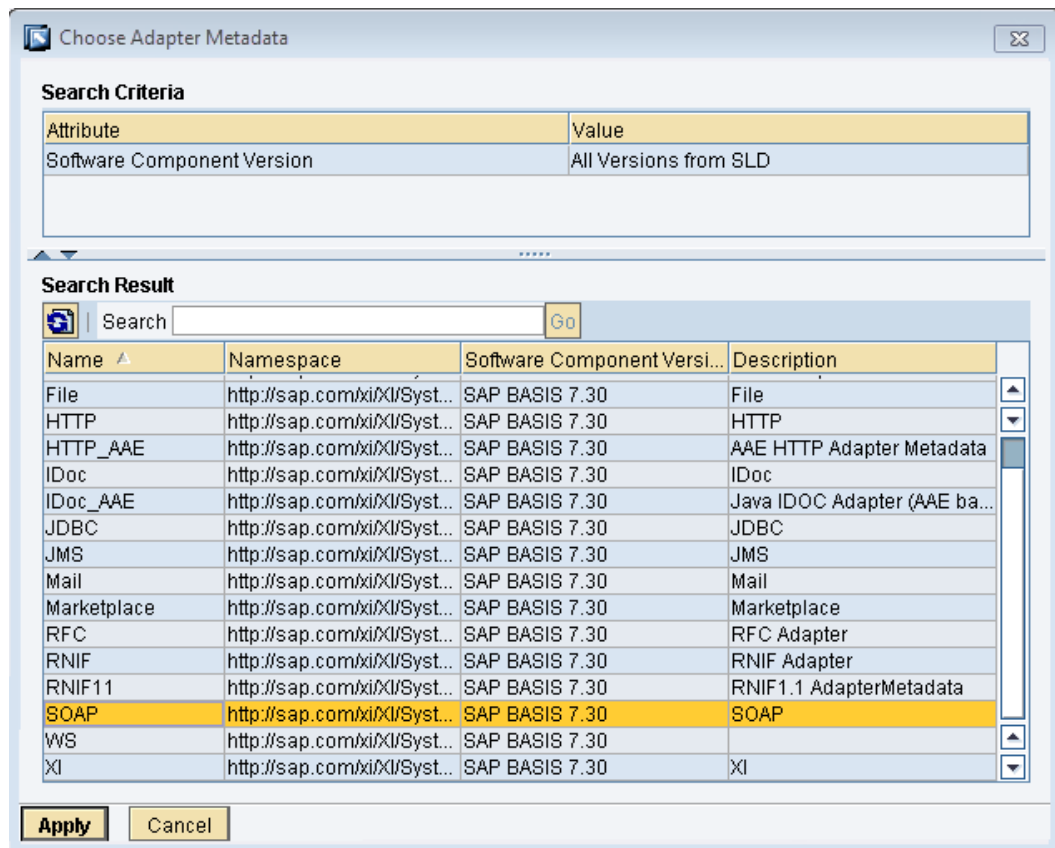 Choose Adapter Metadata
Search Criteria
Attribute Value
Software Component Version All Versions from SLD
Search Result
Search Go
Name Namespace Software Component Versi... Description
File http://sap.com/xi/XI/Syst... SAP BASIS 7.30 File
HTTP http://sap.com/xi/XI/Syst... SAP BASIS 7.30 HTTP
HTTP_AAE http://sap.com/xi/XI/Syst... SAP BASIS 7.30 AAE HTTP Adapter Metadata
IDoc http://sap.com/xi/XI/Syst... SAP BASIS 7.30 IDoc
IDoc_AAE http://sap.com/xi/XI/Syst... SAP BASIS 7.30 Java IDOC Adapter (AAE ba...
JDBC http://sap.com/xi/XI/Syst... SAP BASIS 7.30 JDBC
JMS http://sap.com/xi/XI/Syst... SAP BASIS 7.30 JMS
Mail http://sap.com/xi/XI/Syst... SAP BASIS 7.30 Mail
Marketplace http://sap.com/xi/XI/Syst... SAP BASIS 7.30 Marketplace
RFC http://sap.com/xi/XI/Syst... SAP BASIS 7.30 RFC Adapter
RNIF http://sap.com/xi/XI/Syst... SAP BASIS 7.30 RNIF Adapter
RNIF11 http://sap.com/xi/XI/Syst... SAP BASIS 7.30 RNIF1.1 AdapterMetadata
SOAP http://sap.com/xi/XI/Syst... SAP BASIS 7.30 SOAP
WS http://sap.com/xi/XI/Syst... SAP BASIS 7.30
XI http://sap.com/xi/XI/Syst... SAP BASIS 7.30 XI
Apply Cancel